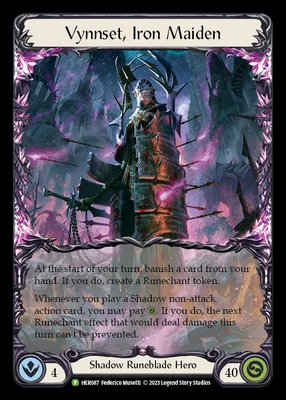 Vynnset, Iron Maiden
At the start of your turn, banish a card from your
hand. If you do, create a Runechant token.
Whenever you play a Shadow non-attack
action card, you may pay . If you do, the next
Runechant effect that would deal damage this
turn can't be prevented.
4
Shadow Runeblade Hero
40
P HER087 Federico Musetti © 2023 Legend Story Studios